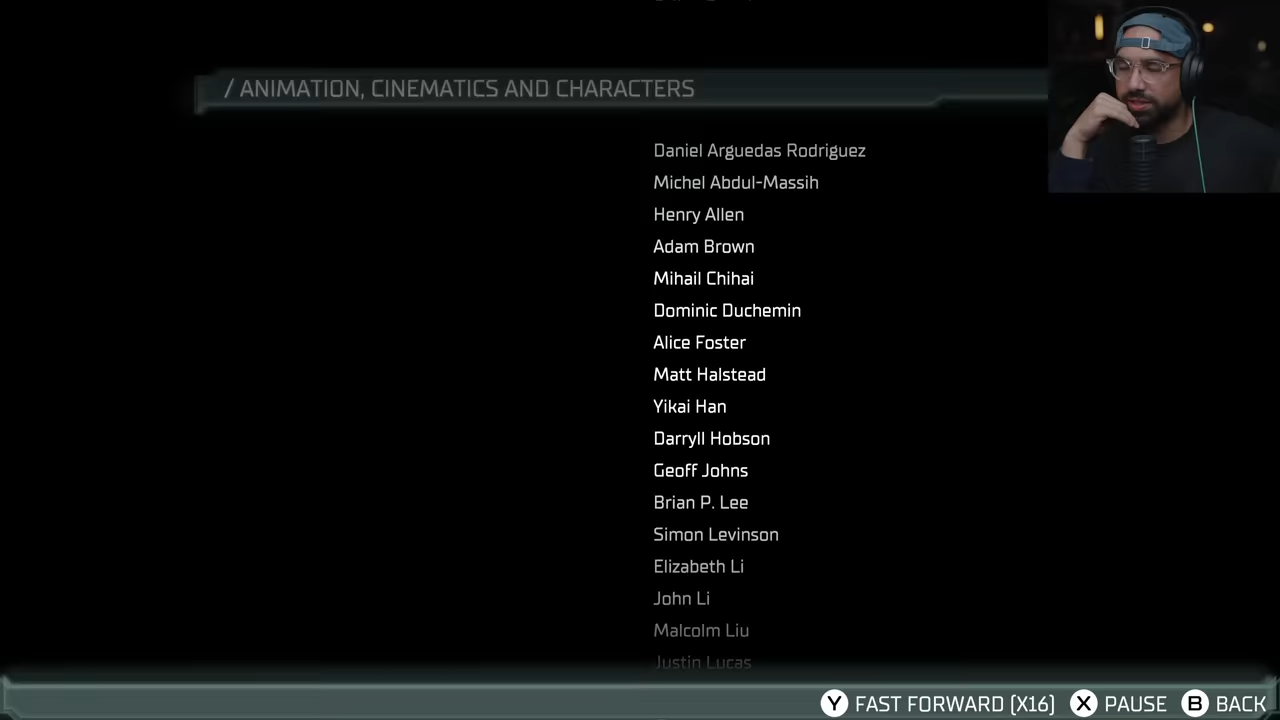 / ANIMATION, CINEMATICS AND CHARACTERS
Daniel Arguedas Rodriguez
Michel Abdul-Massih
Henry Allen
Adam Brown
Mihail Chihai
Dominic Duchemin
Alice Foster
Matt Halstead
Yikai Han
Darryll Hobson
Geoff Johns
Brian P. Lee
Simon Levinson
Elizabeth Li
John Li
Malcolm Liu
Justin Lucas
Y FAST FORWARD [X16] X PAUSE B BACK